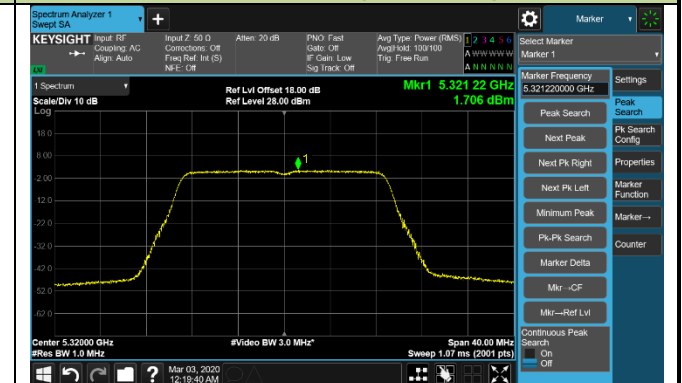 Spectrum Analyzer 1
Swept SA
+
Marker
KEYSIGHT
Input: RF
Coupling: AC
Align: Auto
Input Z: 50 Ω
Corrections: Off
Freq Ref: Int (S)
NFE: Off
Atten: 20 dB
PNO: Fast
Gate: Off
IF Gain: Low
Sig Track: Off
Avg Type: Power (RMS)
Avg|Hold: 100/100
Trig: Free Run
1 2 3 4 5 6
A W W W W W
A N N N N N
Select Marker
Marker 1
1 Spectrum
Scale/Div 10 dB
Log
Ref Lvl Offset 18.00 dB
Ref Level 28.00 dBm
Mkr1 5.321 22 GHz
1.706 dBm
18.0
8.00
-2.00
-12.0
-22.0
-32.0
-42.0
-52.0
-62.0
1
Center 5.32000 GHz
#Res BW 1.0 MHz
#Video BW 3.0 MHz*
Span 40.00 MHz
Sweep 1.07 ms (2001 pts)
Marker Frequency
5.321220000 GHz
Peak Search
Next Peak
Next Pk Right
Next Pk Left
Minimum Peak
Pk-Pk Search
Marker Delta
Mkr→CF
Mkr→Ref Lvl
Continuous Peak
Search
On
Off
Settings
Peak
Search
Pk Search
Config
Properties
Marker
Function
Marker→
Counter
?
Mar 03, 2020
12:19:40 AM